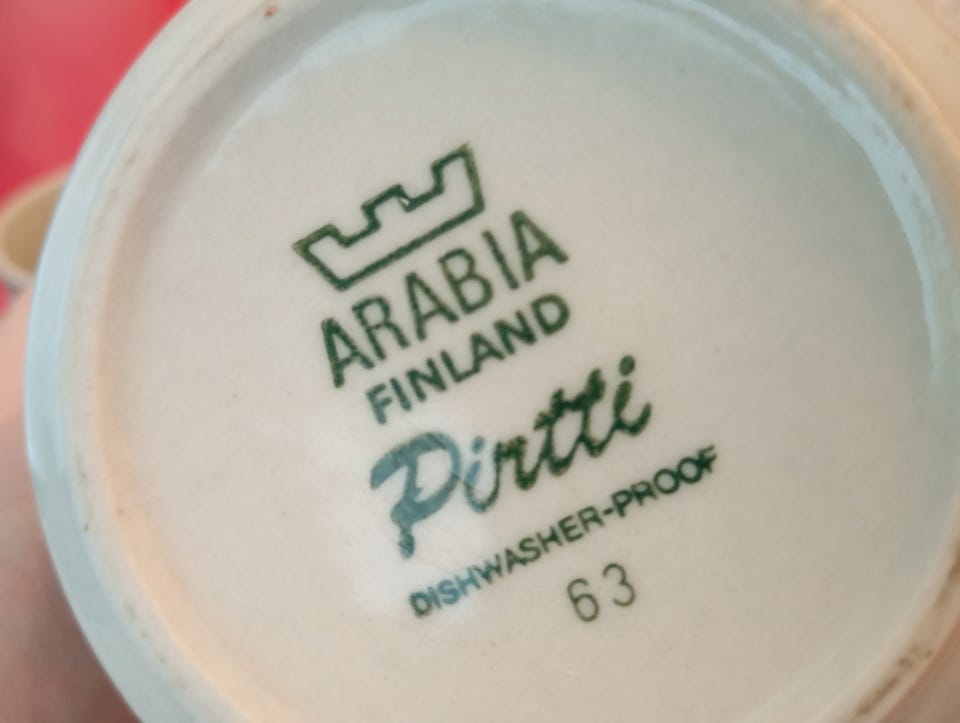 ARABIA
FINLAND
Pirtti
DISHWASHER-PROOF
63